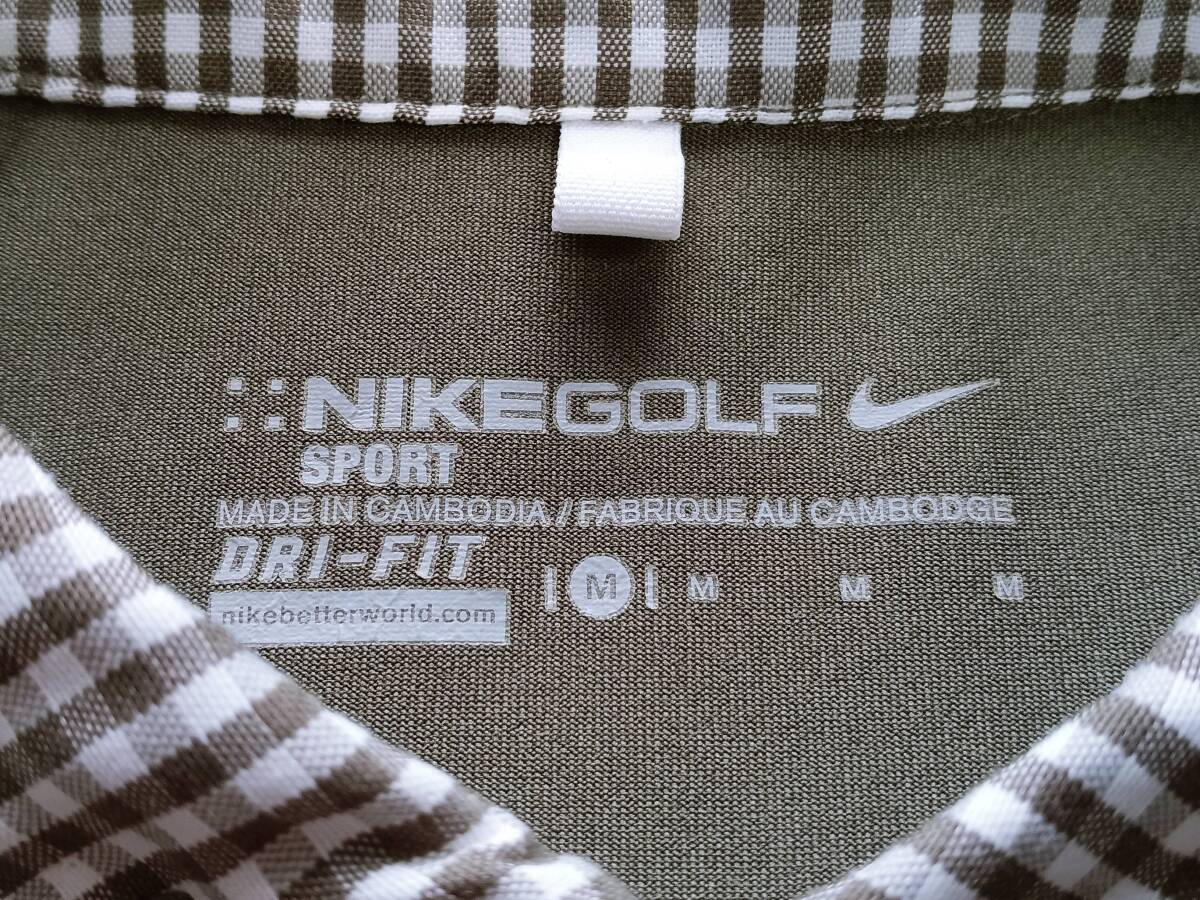 NIKEGOLF
SPORT
MADE IN CAMBODIA / FABRIQUE AU CAMBODGE
DRI-FIT
nikebetterworld.com
M M M M